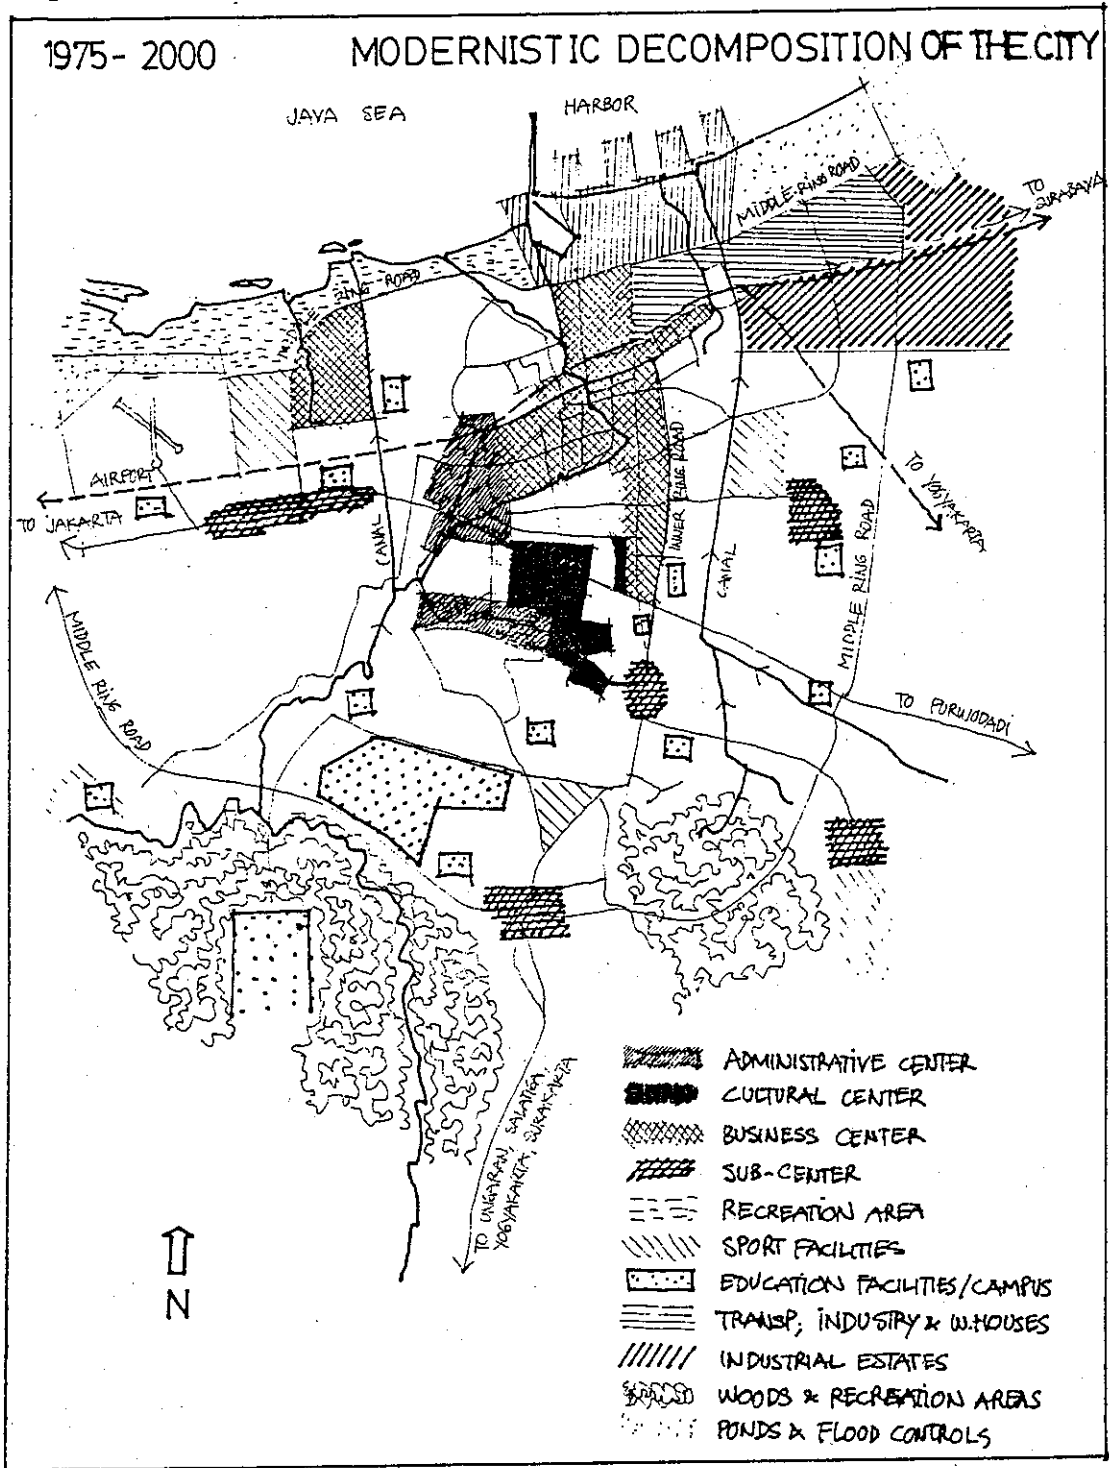 1975- 2000
MODERNISTIC DECOMPOSITION OF THE CITY
JAVA SEA
HARBOR
MIDDLE RING ROAD
TO
SURABAYA
RING ROAD
AIRPORT
TO JAKARTA
CANAL
INNER RING ROAD
CANAL
TO YOGYAKARTA
MIDDLE RING ROAD
MIDDLE RING ROAD
TO PURWODADI
TO UNGARAN, SALATIGA,
YOGYAKARTA, SURAKARTA
N
ADMINISTRATIVE CENTER
CULTURAL CENTER
BUSINESS CENTER
SUB-CENTER
RECREATION AREA
SPORT FACILITIES
EDUCATION FACILITIES/CAMPUS
TRANSP; INDUSTRY & W.HOUSES
INDUSTRIAL ESTATES
WOODS & RECREATION AREAS
PONDS & FLOOD CONTROLS